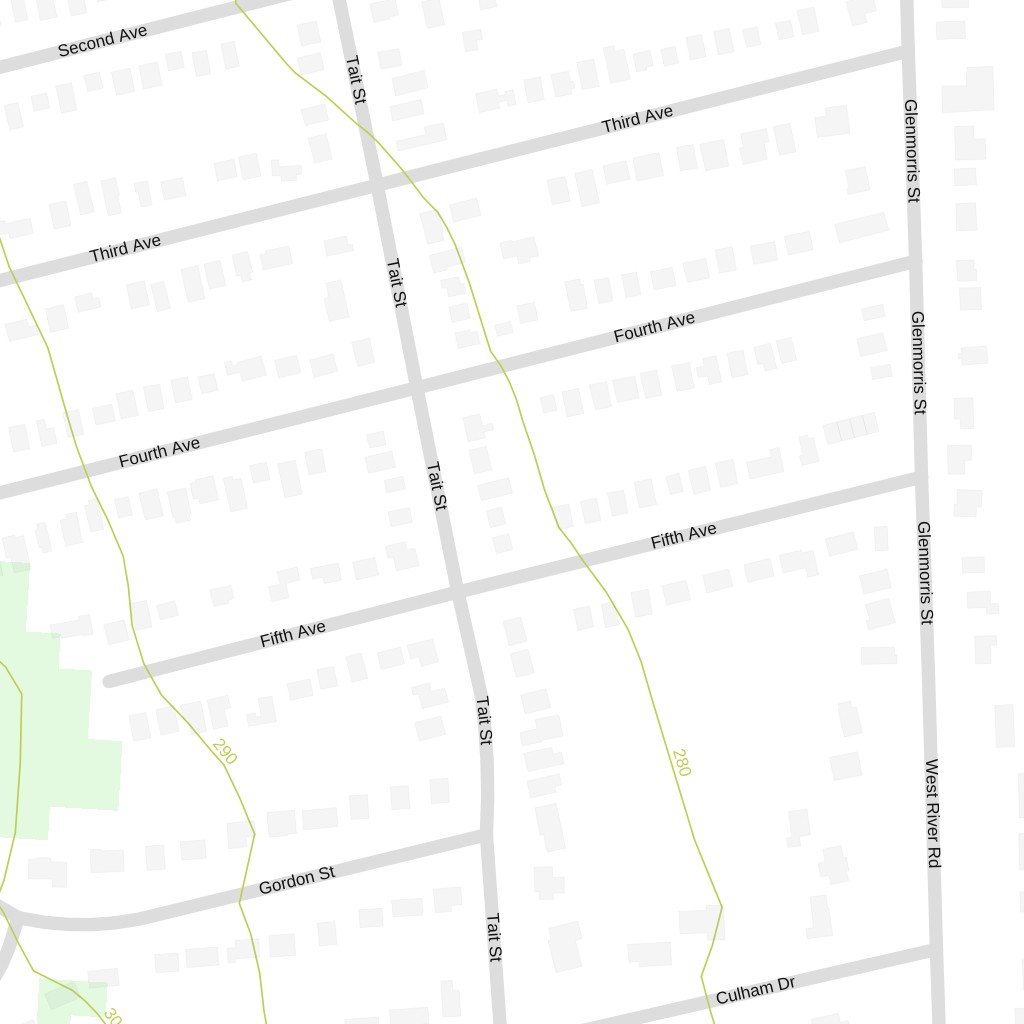 Second Ave
Tait St
Third Ave
Glenmorris St
Third Ave
Tait St
Fourth Ave
Glenmorris St
Fourth Ave
Tait St
Fifth Ave
Glenmorris St
Fifth Ave
Tait St
290
280
West River Rd
Gordon St
Tait St
Culham Dr